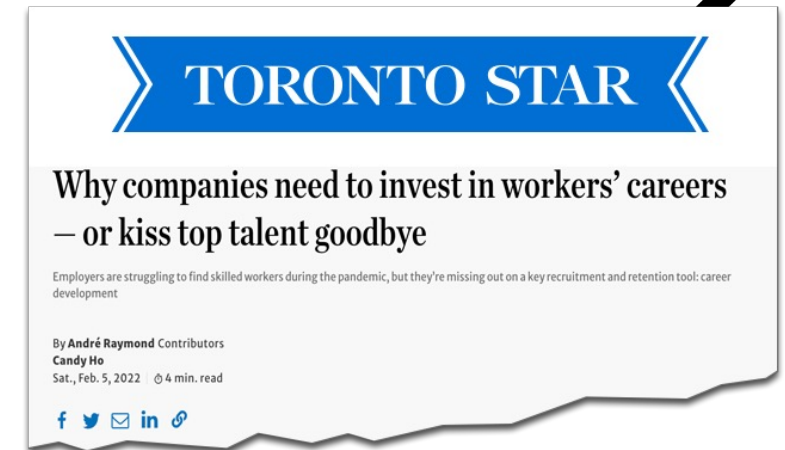 TORONTO STAR
Why companies need to invest in workers’ careers
— or kiss top talent goodbye
Employers are struggling to find skilled workers during the pandemic, but they're missing out on a key recruitment and retention tool: career
development
By André Raymond Contributors
Candy Ho
Sat., Feb. 5, 2022 4 min. read